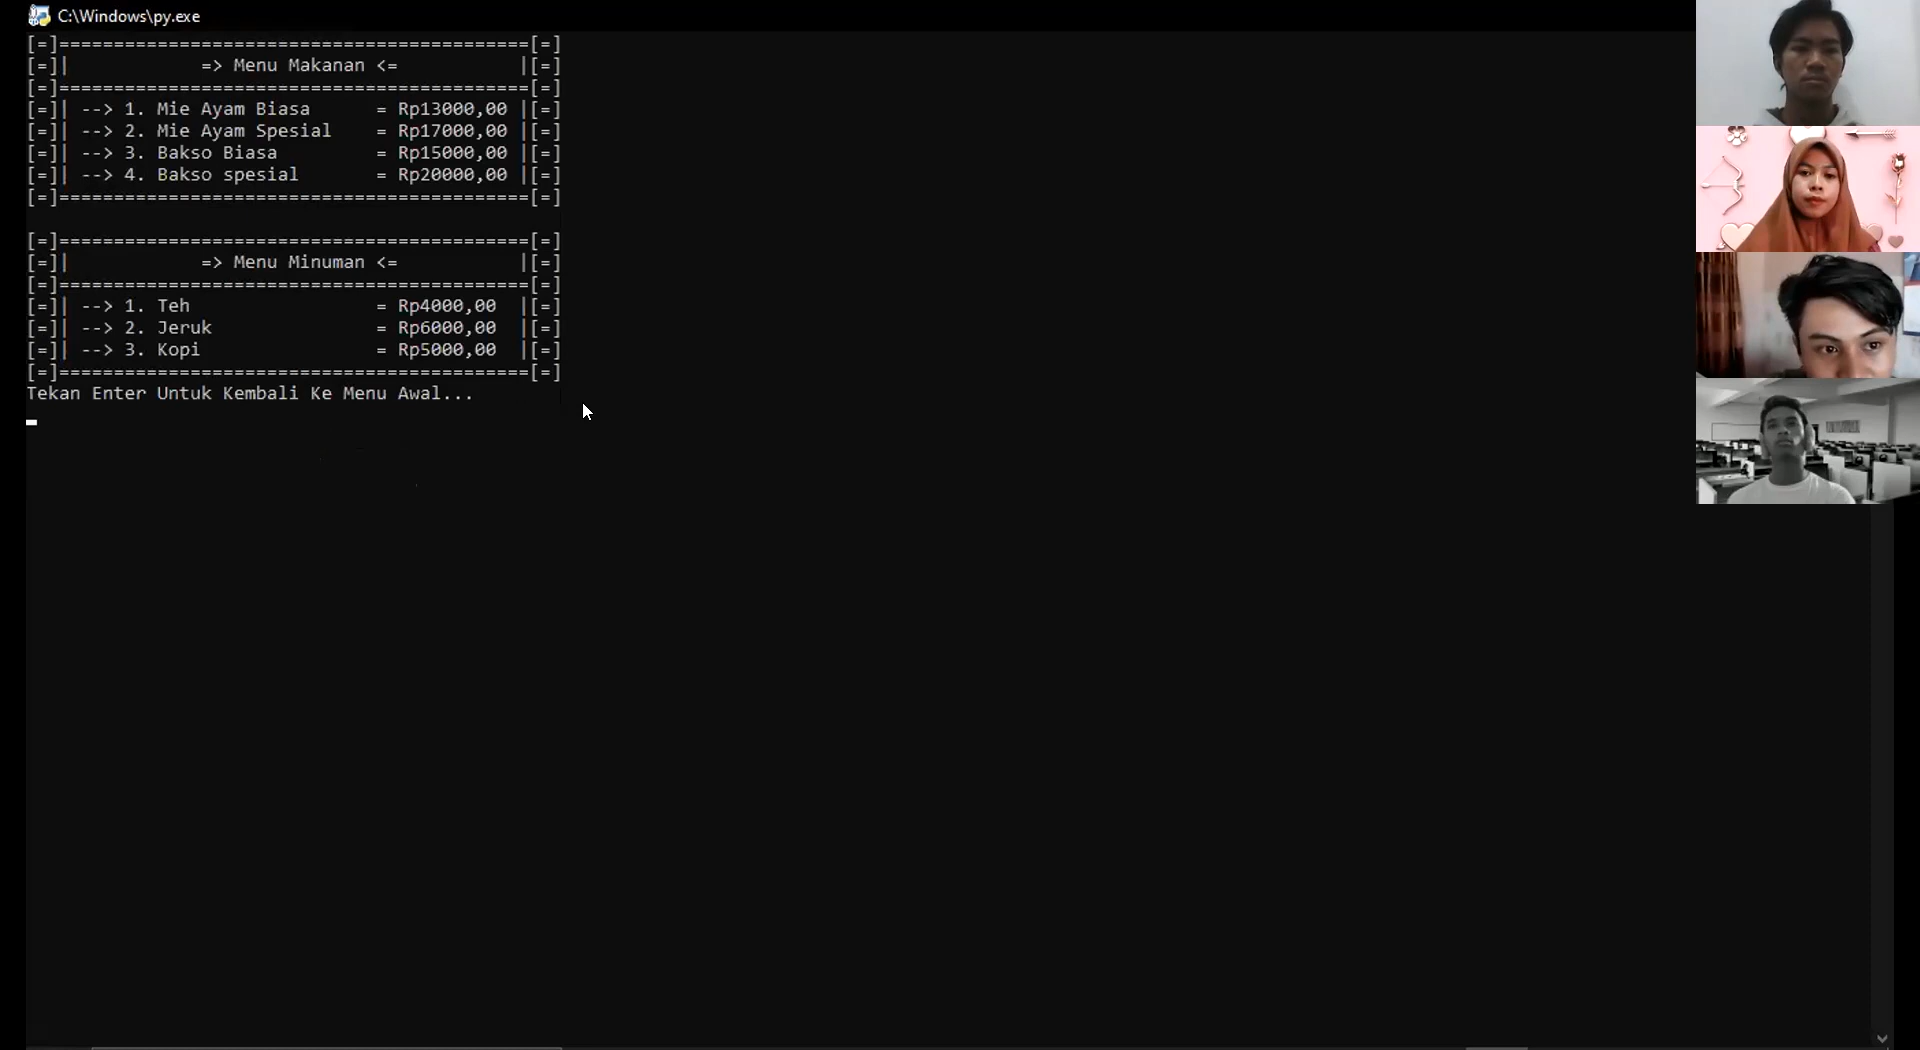 C:\Windows\py.exe
[=]===========================================[=]
[=]|            => Menu Makanan <=           |[=]
[=]===========================================[=]
[=]| --> 1. Mie Ayam Biasa      = Rp13000,00 |[=]
[=]| --> 2. Mie Ayam Spesial    = Rp17000,00 |[=]
[=]| --> 3. Bakso Biasa         = Rp15000,00 |[=]
[=]| --> 4. Bakso spesial       = Rp20000,00 |[=]
[=]===========================================[=]
[=]===========================================[=]
[=]|            => Menu Minuman <=           |[=]
[=]===========================================[=]
[=]| --> 1. Teh                 = Rp4000,00  |[=]
[=]| --> 2. Jeruk               = Rp6000,00  |[=]
[=]| --> 3. Kopi                = Rp5000,00  |[=]
[=]===========================================[=]
Tekan Enter Untuk Kembali Ke Menu Awal...